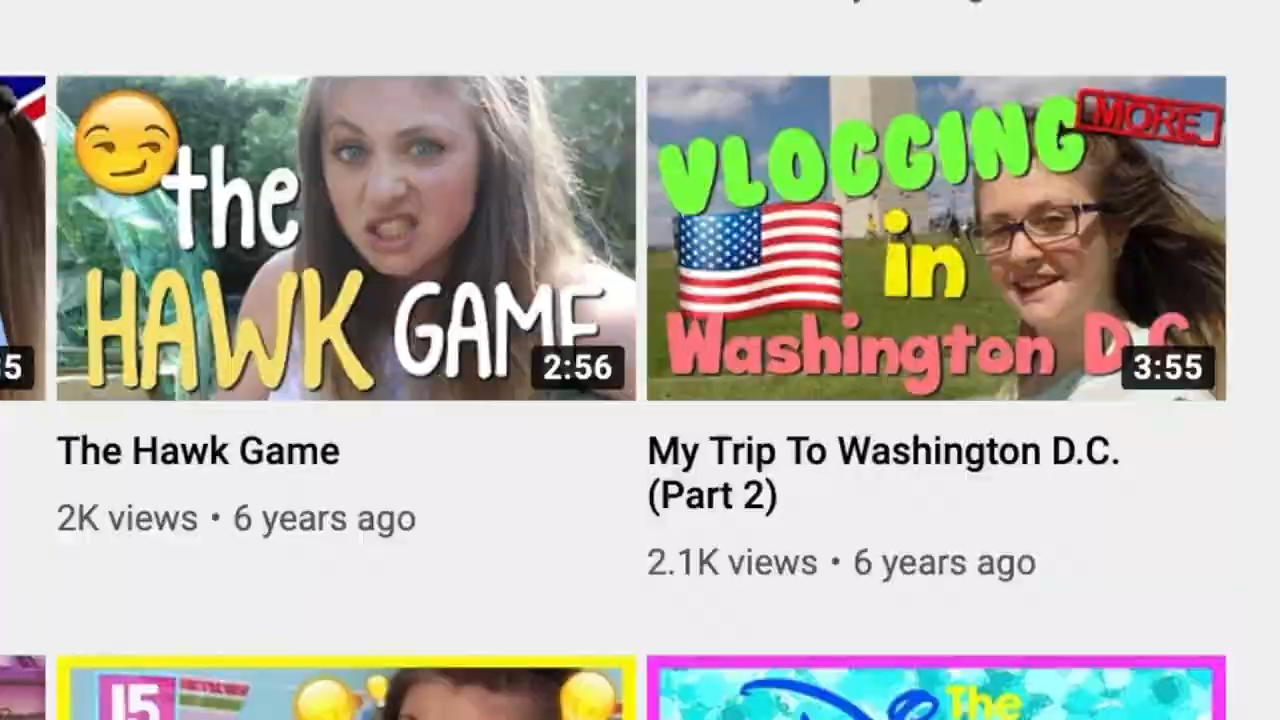 the
HAWK GAME
2:56
VLOGGING
MORE
in
Washington D.C
3:55
The Hawk Game
2K views • 6 years ago
My Trip To Washington D.C.
(Part 2)
2.1K views • 6 years ago
15
The